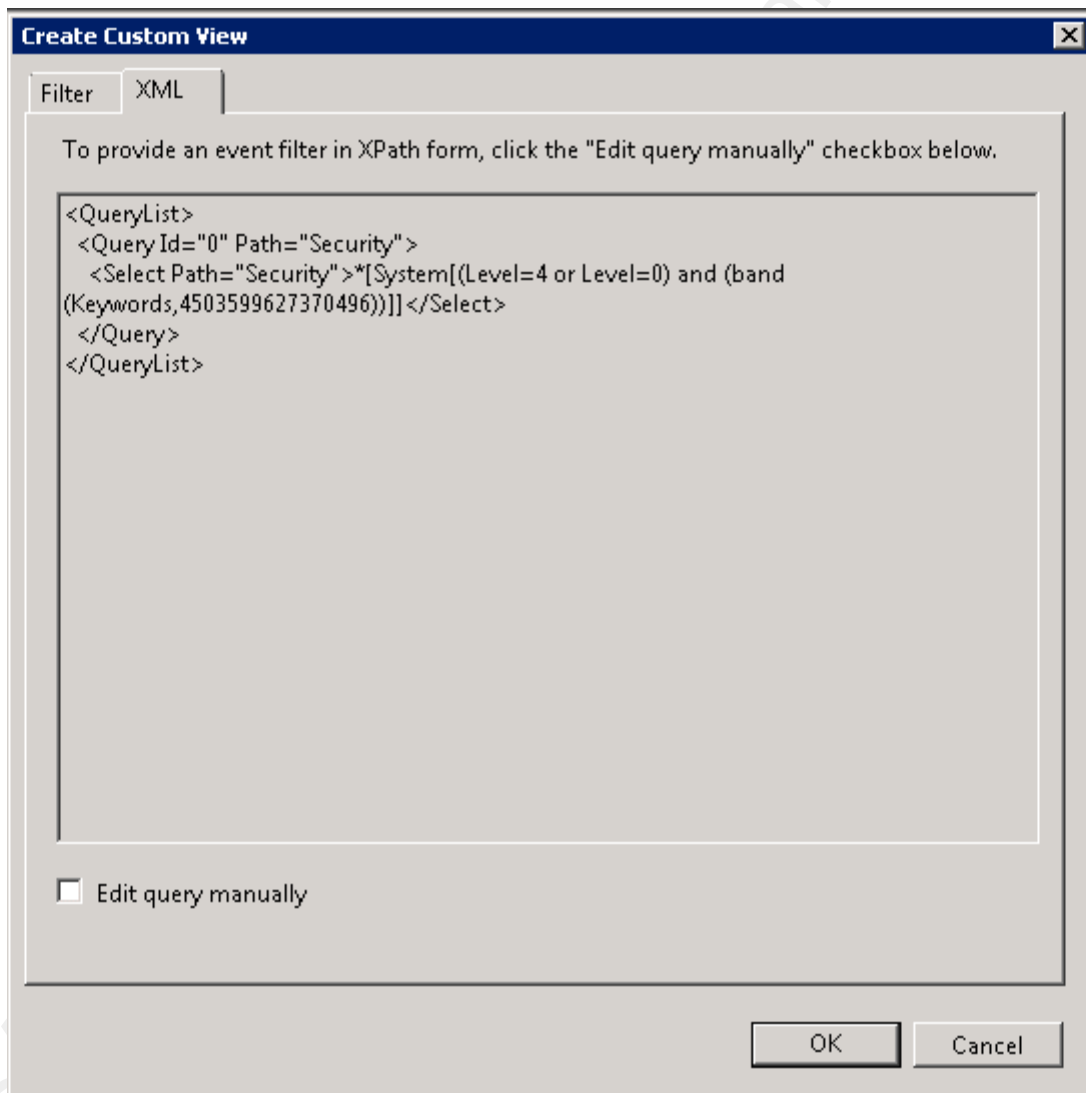 Create Custom View
Filter
XML
To provide an event filter in XPath form, click the "Edit query manually" checkbox below.
<QueryList>
<Query Id="0" Path="Security">
<Select Path="Security">*[System[(Level=4 or Level=0) and (band
(Keywords,4503599627370496))]]</Select>
</Query>
</QueryList>
Edit query manually
OK
Cancel